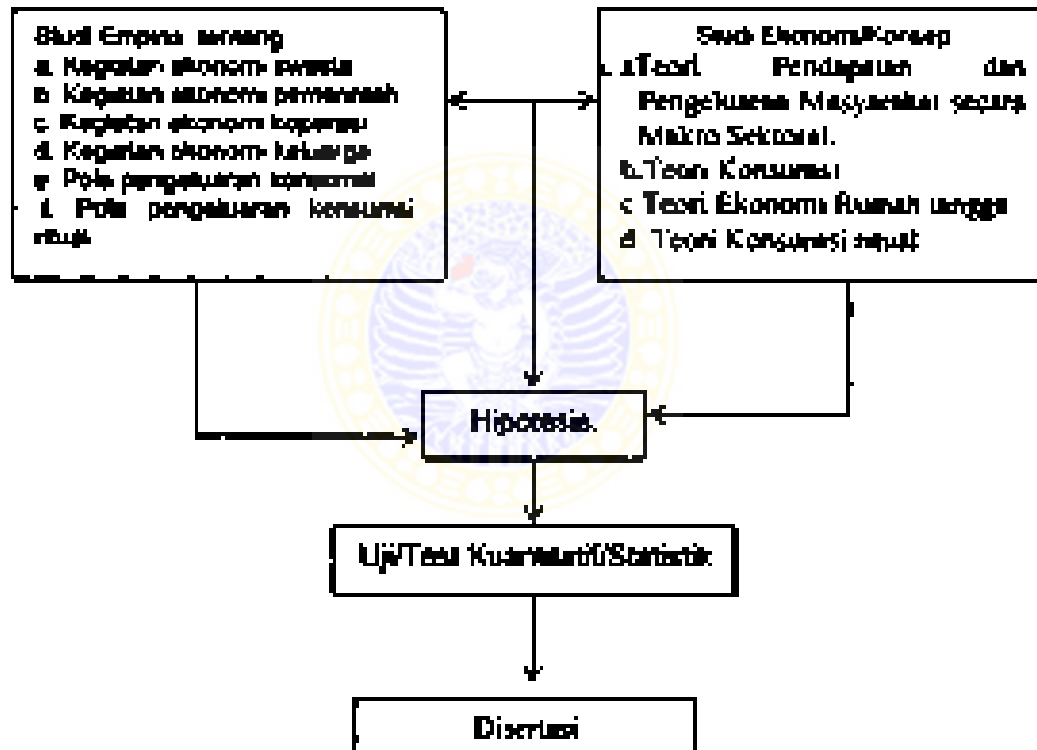 Studi Empiris tentang
a. Kegiatan ekonomi swasta
b. Kegiatan ekonomi pemerintah
c. Kegiatan ekonomi koperasi
d. Kegiatan ekonomi keluarga
e. Pola pengeluaran konsumsi
f. Pola pengeluaran konsumsi
ritual
Studi Ekonomi/Konsep
a.Teori Pendapatan dan
Pengeluaran Masyarakat secara
Makro Sektoral.
b.Teori Konsumsi
c. Teori Ekonomi Rumah tangga
d. Teori Konsumsi ritual
Hipotesis.
Uji/Test Kuantitatif/Statistik
Disertasi